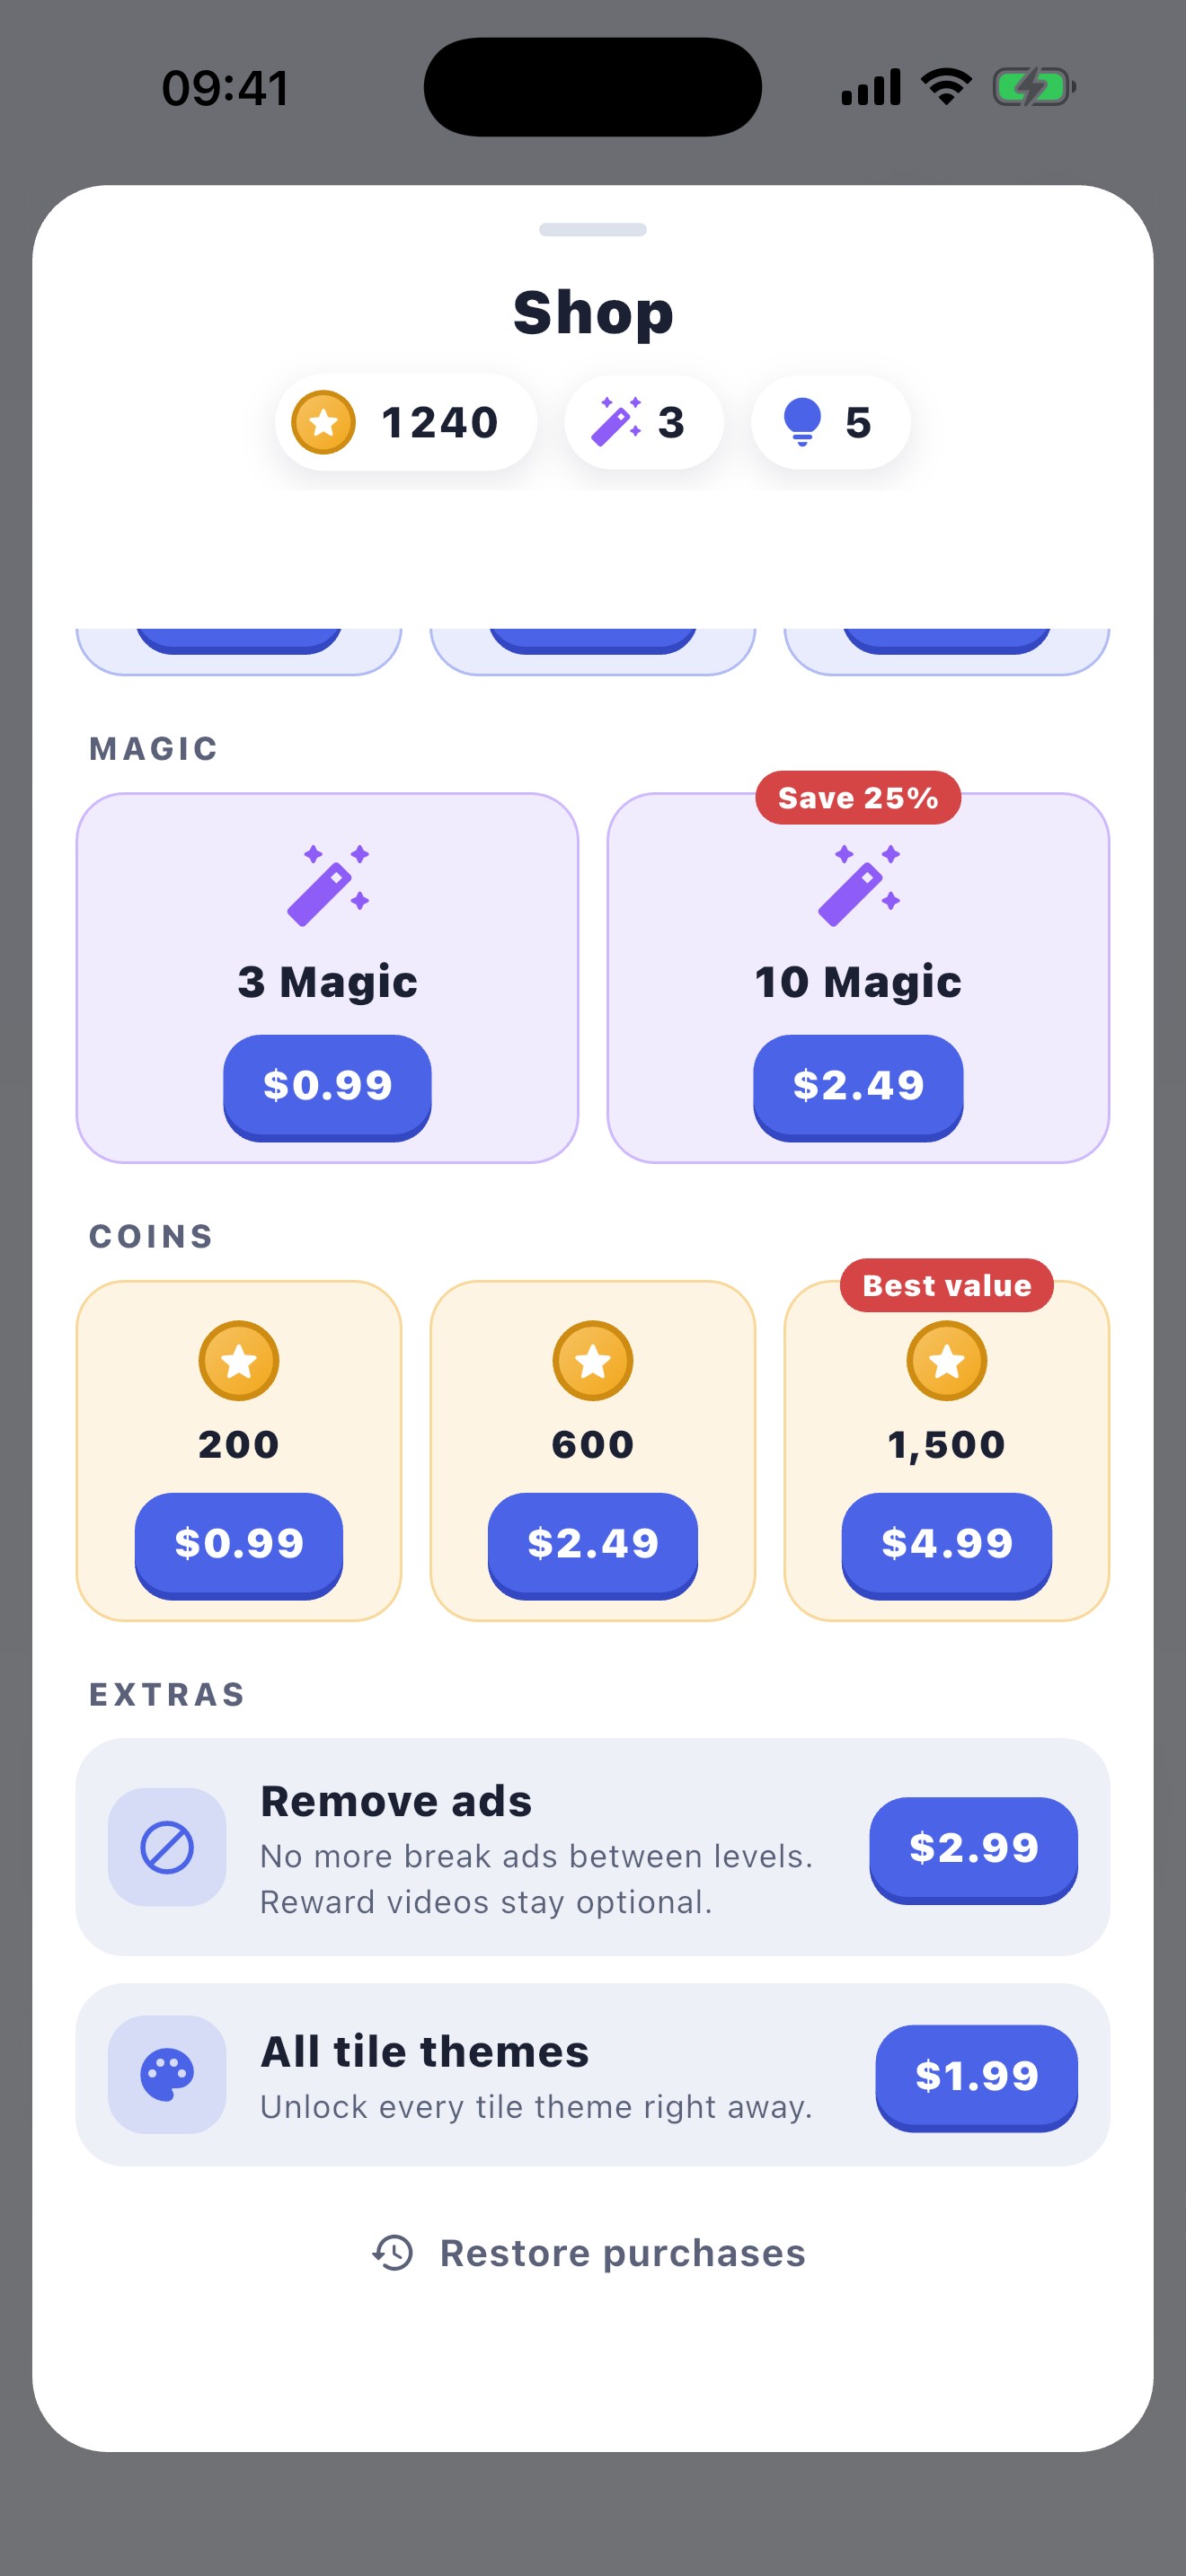 09:41
Shop
1240 3 5
MAGIC
Save 25%
3 Magic 10 Magic
$0.99 $2.49
COINS
Best value
200 600 1,500
$0.99 $2.49 $4.99
EXTRAS
Remove ads
No more break ads between levels.
Reward videos stay optional.
$2.99
All tile themes
Unlock every tile theme right away.
$1.99
Restore purchases